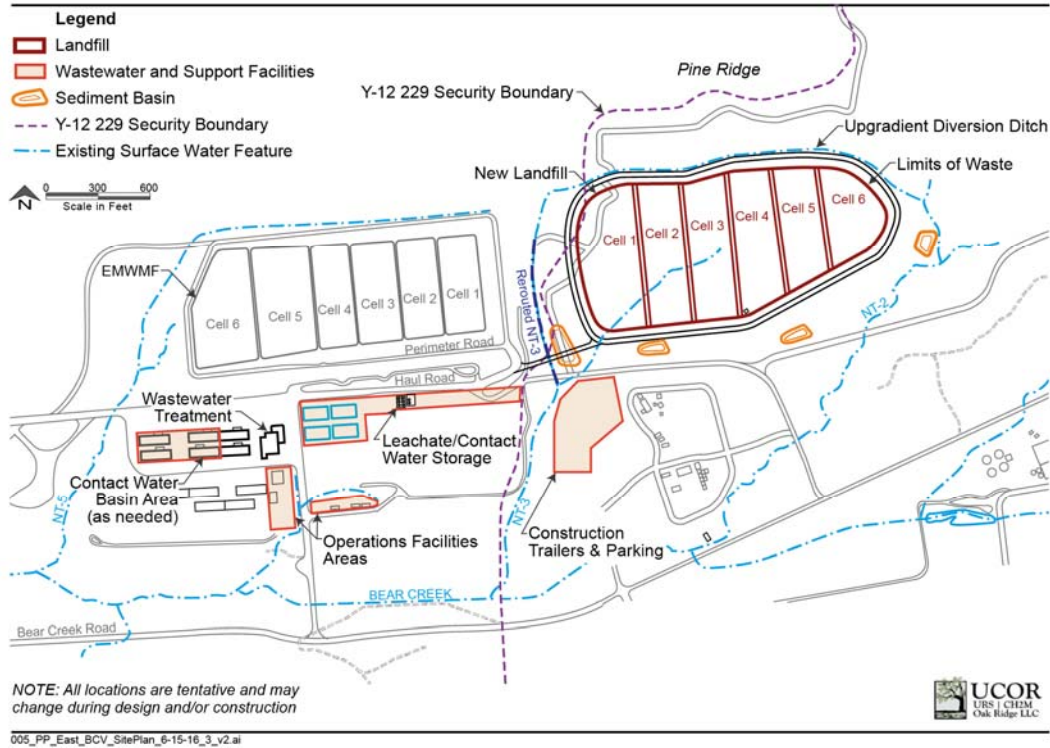 Legend
Landfill
Wastewater and Support Facilities
Sediment Basin
Y-12 229 Security Boundary
Existing Surface Water Feature
N
0 300 600
Scale in Feet
Pine Ridge
Y-12 229 Security Boundary
Upgradient Diversion Ditch
New Landfill
Limits of Waste
Cell 1
Cell 2
Cell 3
Cell 4
Cell 5
Cell 6
EMWMF
Cell 6
Cell 5
Cell 4
Cell 3
Cell 2
Cell 1
Rerouted NT-3
NT-2
Perimeter Road
Haul Road
Wastewater
Treatment
Leachate/Contact
Water Storage
Contact Water
Basin Area
(as needed)
NT-5
Operations Facilities
Areas
NT-3
Construction
Trailers & Parking
BEAR CREEK
Bear Creek Road
NOTE: All locations are tentative and may
change during design and/or construction
UCOR
URS | CH2M
Oak Ridge LLC
005_PP_East_BCV_SitePlan_6-15-16_3_v2.ai